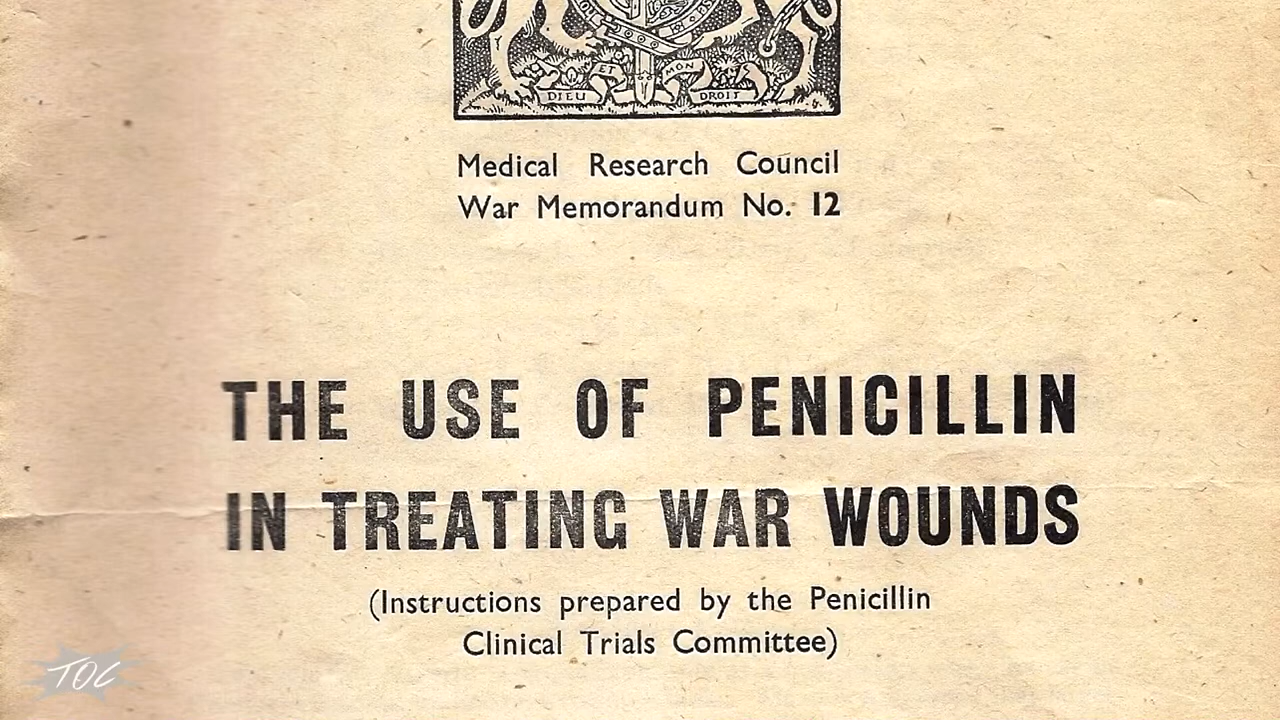 DIEU ET MON DROIT
Medical Research Council
War Memorandum No. 12
THE USE OF PENICILLIN
IN TREATING WAR WOUNDS
(Instructions prepared by the Penicillin
Clinical Trials Committee)
TOC